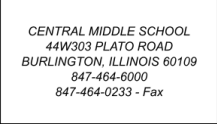 CENTRAL MIDDLE SCHOOL
44W303 PLATO ROAD
BURLINGTON, ILLINOIS 60109
847-464-6000
847-464-0233 - Fax